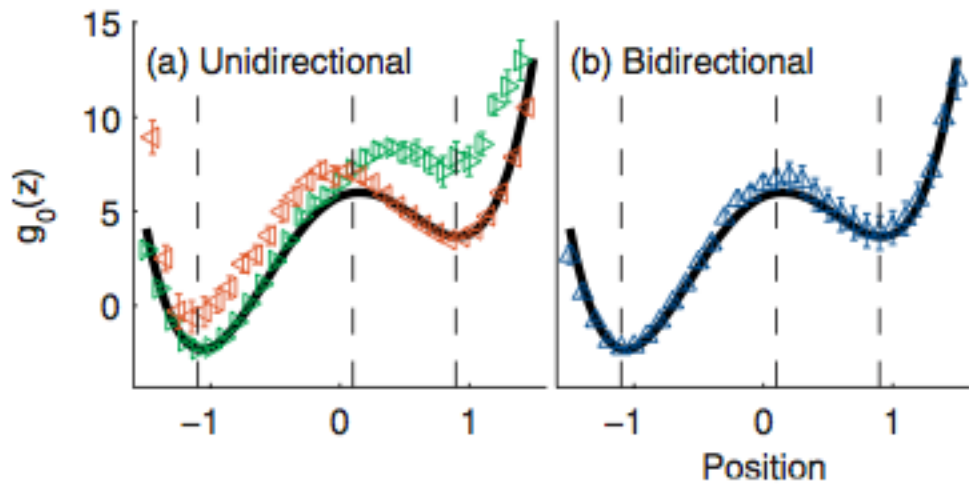 15
(a) Unidirectional
(b) Bidirectional
10
g₀(z)
5
0
−1
0
1
−1
0
1
Position